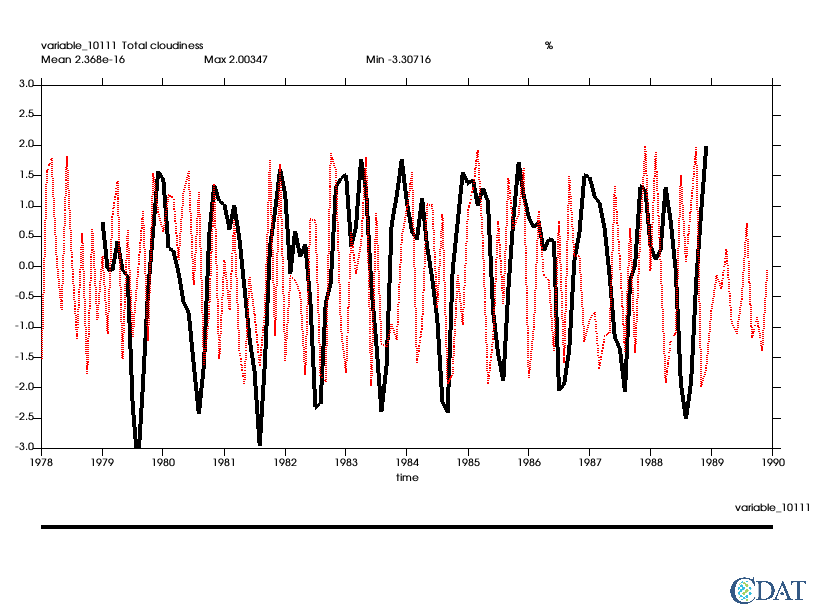 variable_10111 Total cloudiness %
Mean 2.368e-16 Max 2.00347 Min -3.30716
3.0
2.5
2.0
1.5
1.0
0.5
0.0
-0.5
-1.0
-1.5
-2.0
-2.5
-3.0
1978 1979 1980 1981 1982 1983 1984 1985 1986 1987 1988 1989 1990
time
variable_10111
CDAT